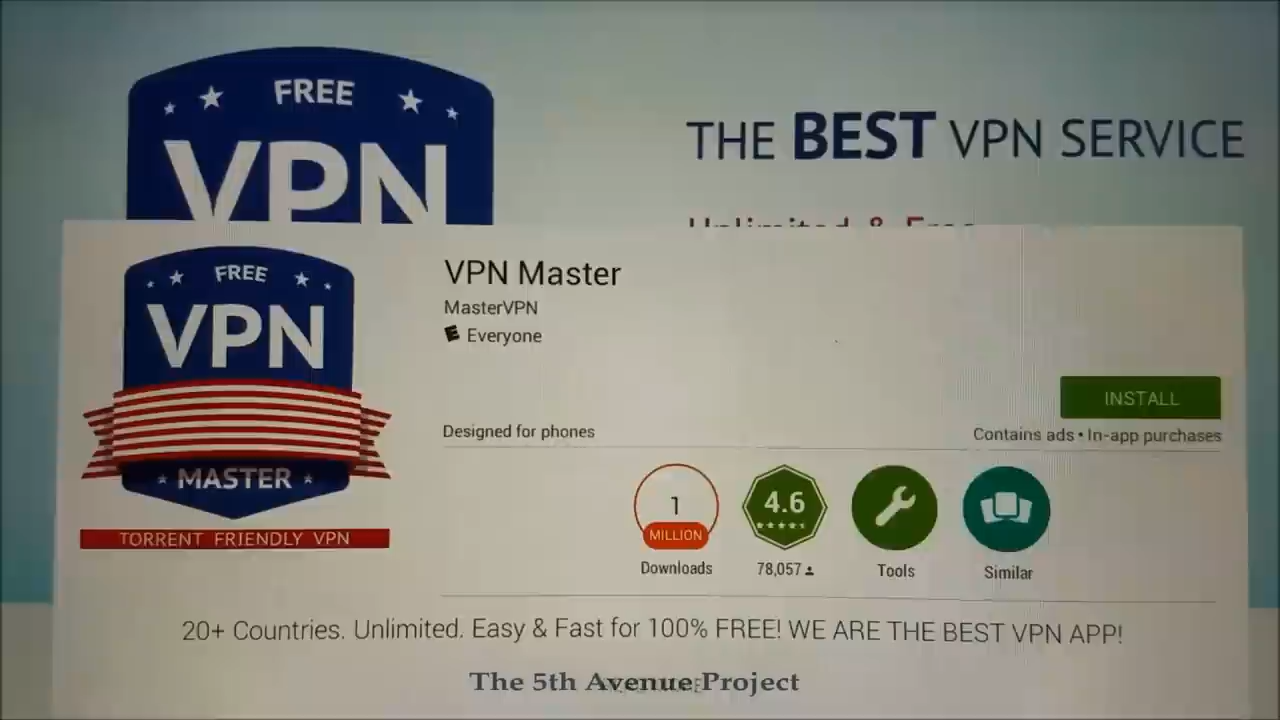 FREE
VPN
THE BEST VPN SERVICE
Unlimited & Free
FREE
VPN
MASTER
TORRENT FRIENDLY VPN
VPN Master
MasterVPN
E Everyone
INSTALL
Designed for phones
Contains ads • In-app purchases
1
MILLION
Downloads
4.6
78,057
Tools
Similar
20+ Countries. Unlimited. Easy & Fast for 100% FREE! WE ARE THE BEST VPN APP!
The 5th Avenue Project